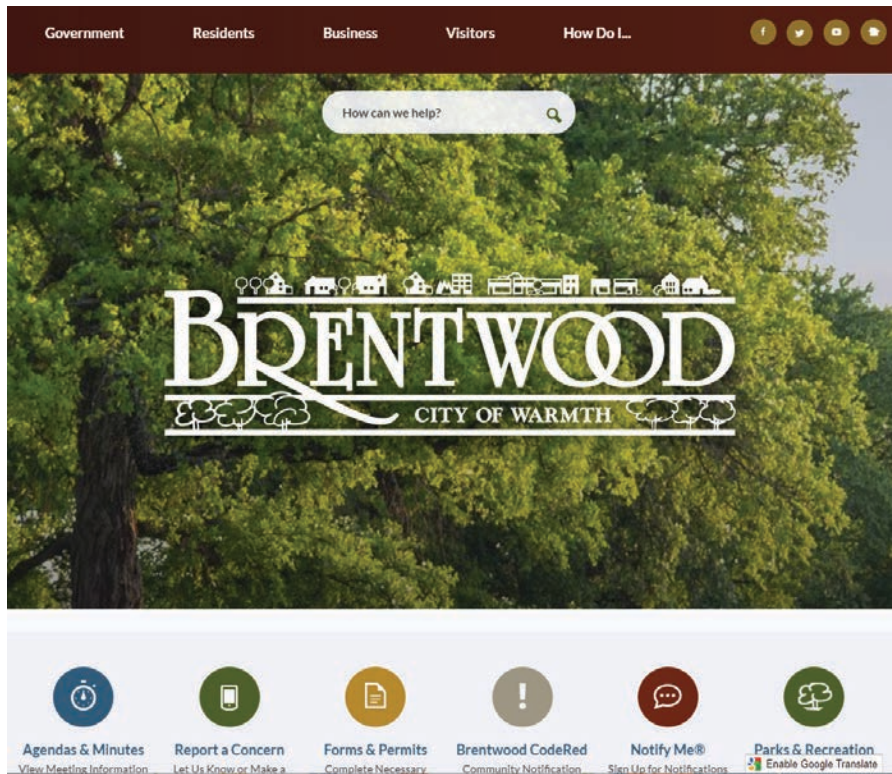 Government Residents Business Visitors How Do I...
How can we help?
BRENTWOOD
CITY OF WARMTH
Agendas & Minutes Report a Concern Forms & Permits Brentwood CodeRed Notify Me® Parks & Recreation
View Meeting Information Let Us Know or Make a Complete Necessary Community Notification Sign Up for Notifications
Enable Google Translate